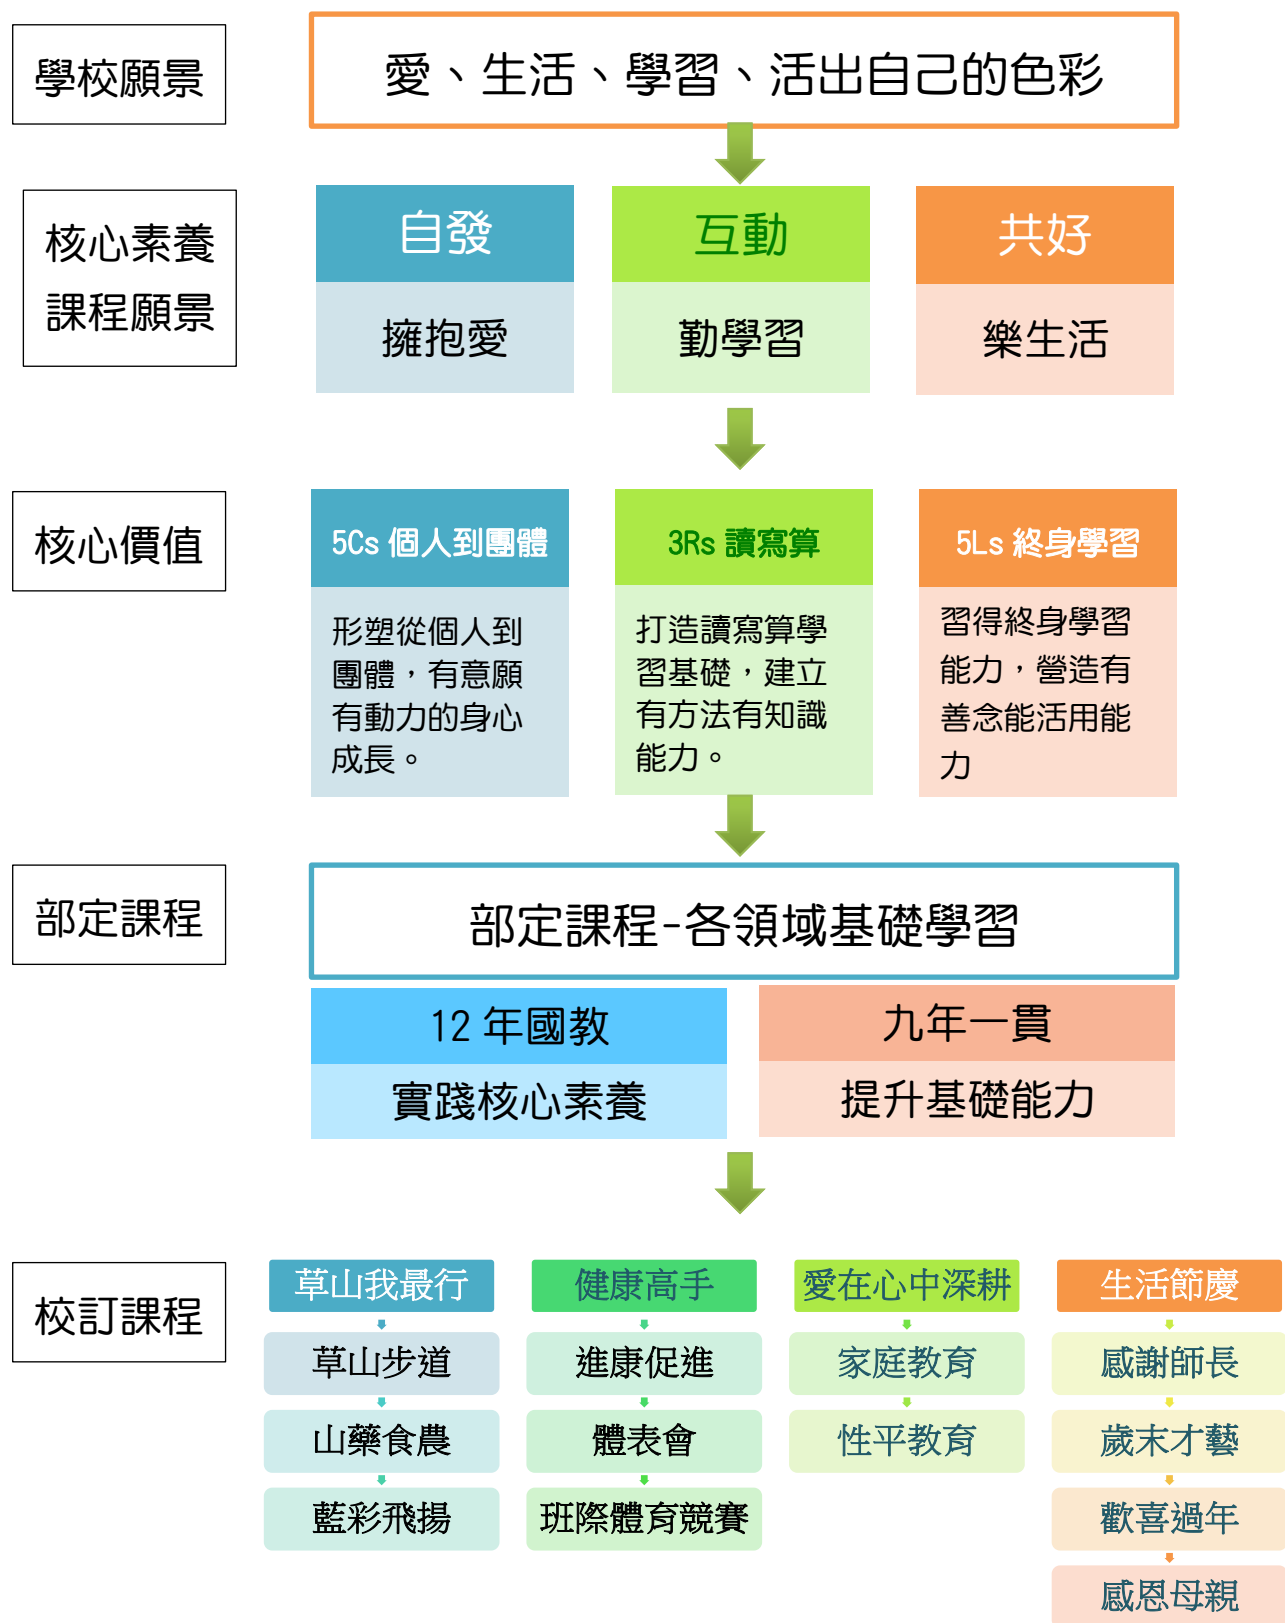 學校願景
愛、生活、學習、活出自己的色彩
核心素養
課程願景
自發
互動
共好
擁抱愛
勤學習
樂生活
核心價值
5Cs 個人到團體
3Rs 讀寫算
5Ls 終身學習
形塑從個人到
團體，有意願
有動力的身心
成長。
打造讀寫算學
習基礎，建立
有方法有知識
能力。
習得終身學習
能力，營造有
善念能活用能
力
部定課程
部定課程-各領域基礎學習
12 年國教
九年一貫
實踐核心素養
提升基礎能力
校訂課程
草山我最行
草山步道
山藥食農
藍彩飛揚
健康高手
進康促進
體表會
班際體育競賽
愛在心中深耕
家庭教育
性平教育
生活節慶
感謝師長
歲末才藝
歡喜過年
感恩母親